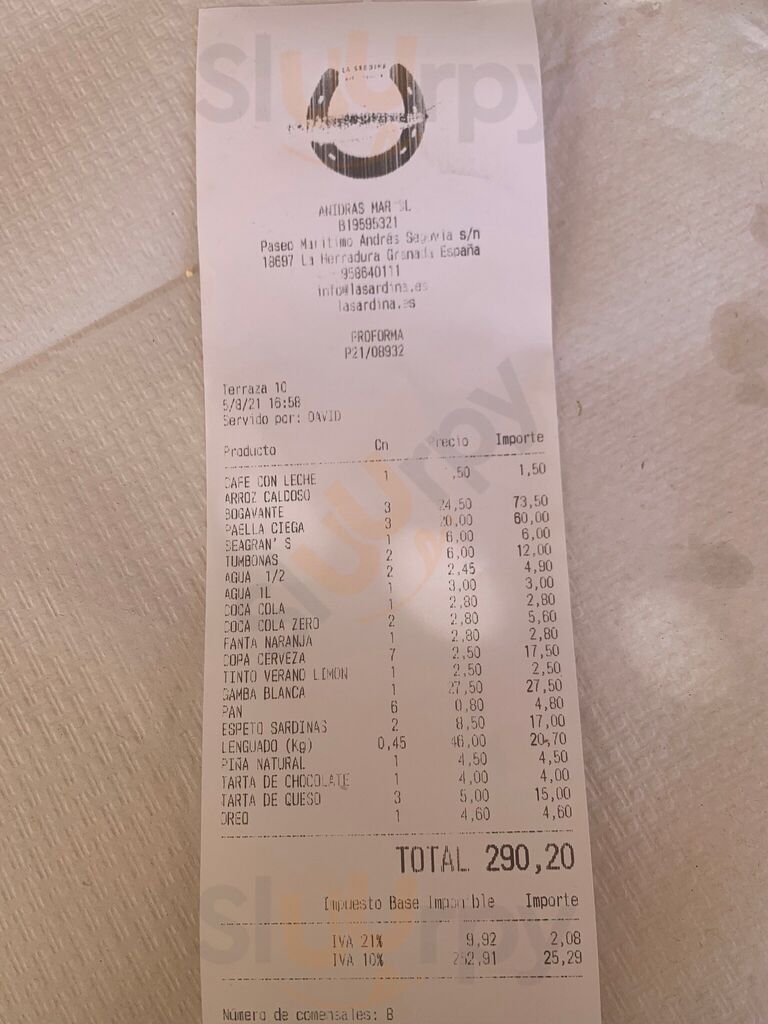 Sluurpy
LA SARDINA
ANIDRAS MAR SL
B19595321
Paseo Marítimo Andrés Segovia s/n
18697 La Herradura Granada España
958640111
info@lasardina.es
lasardina.es
PROFORMA
P21/08932
Terraza 10
5/8/21 16:58
Servido por: DAVID
Producto Cn Precio Importe
CAFE CON LECHE 1 ,50 1,50
ARROZ CALDOSO
BOGAVANTE 3 24,50 73,50
PAELLA CIEGA 3 20,00 60,00
SEAGRAN'S 1 6,00 6,00
TUMBONAS 2 6,00 12,00
AGUA 1/2 2 2,45 4,90
AGUA 1L 1 3,00 3,00
COCA COLA 1 2,80 2,80
COCA COLA ZERO 2 2,80 5,60
FANTA NARANJA 1 2,80 2,80
COPA CERVEZA 7 2,50 17,50
TINTO VERANO LIMON 1 2,50 2,50
GAMBA BLANCA 1 27,50 27,50
PAN 6 0,80 4,80
ESPETO SARDINAS 2 8,50 17,00
LENGUADO (Kg) 0,45 46,00 20,70
PIÑA NATURAL 1 4,50 4,50
TARTA DE CHOCOLATE 1 4,00 4,00
TARTA DE QUESO 3 5,00 15,00
OREO 1 4,60 4,60
TOTAL 290,20
Impuesto Base Imponible Importe
IVA 21% 9,92 2,08
IVA 10% 252,91 25,29
Número de comensales: 8
Sluurpy
Sluurpy